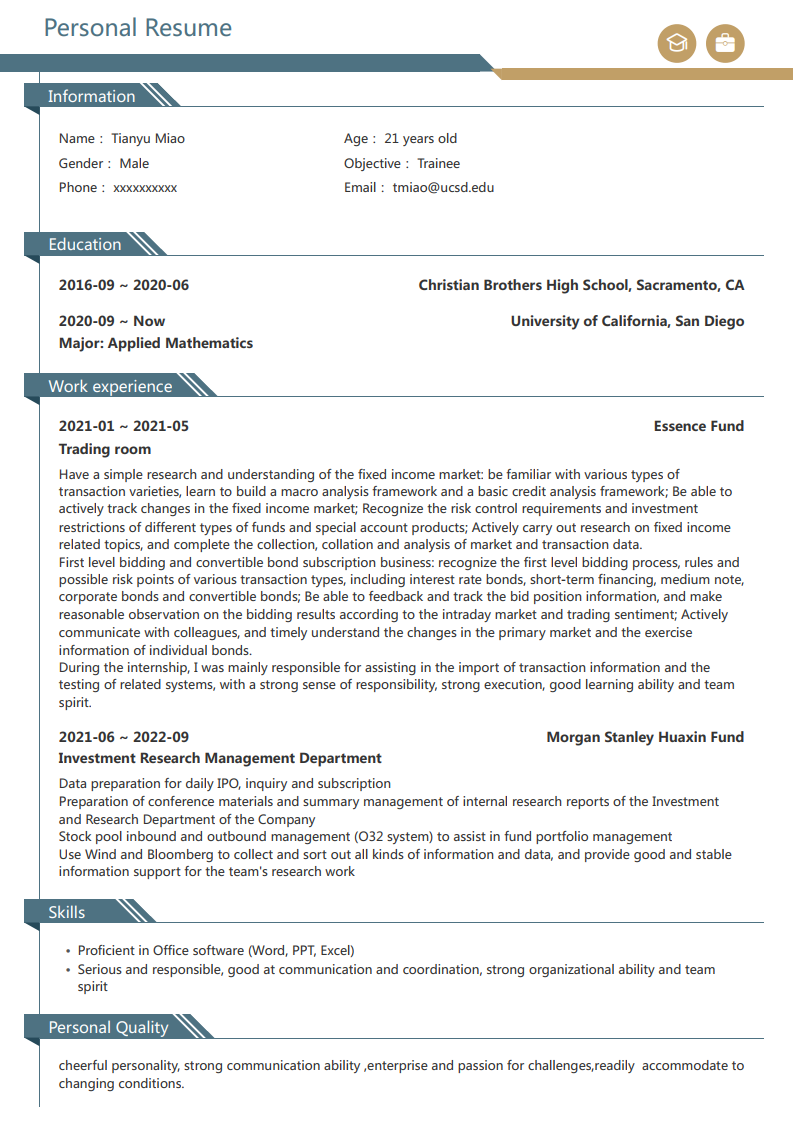 Personal Resume
Information
Name： Tianyu Miao
Age： 21 years old
Gender： Male
Objective： Trainee
Phone： xxxxxxxxxx
Email： tmiao@ucsd.edu
Education
2016-09 ~ 2020-06
Christian Brothers High School, Sacramento, CA
2020-09 ~ Now
University of California, San Diego
Major: Applied Mathematics
Work experience
2021-01 ~ 2021-05
Essence Fund
Trading room
Have a simple research and understanding of the fixed income market: be familiar with various types of
transaction varieties, learn to build a macro analysis framework and a basic credit analysis framework; Be able to
actively track changes in the fixed income market; Recognize the risk control requirements and investment
restrictions of different types of funds and special account products; Actively carry out research on fixed income
related topics, and complete the collection, collation and analysis of market and transaction data.
First level bidding and convertible bond subscription business: recognize the first level bidding process, rules and
possible risk points of various transaction types, including interest rate bonds, short-term financing, medium note,
corporate bonds and convertible bonds; Be able to feedback and track the bid position information, and make
reasonable observation on the bidding results according to the intraday market and trading sentiment; Actively
communicate with colleagues, and timely understand the changes in the primary market and the exercise
information of individual bonds.
During the internship, I was mainly responsible for assisting in the import of transaction information and the
testing of related systems, with a strong sense of responsibility, strong execution, good learning ability and team
spirit.
2021-06 ~ 2022-09
Morgan Stanley Huaxin Fund
Investment Research Management Department
Data preparation for daily IPO, inquiry and subscription
Preparation of conference materials and summary management of internal research reports of the Investment
and Research Department of the Company
Stock pool inbound and outbound management (O32 system) to assist in fund portfolio management
Use Wind and Bloomberg to collect and sort out all kinds of information and data, and provide good and stable
information support for the team's research work
Skills
• Proficient in Office software (Word, PPT, Excel)
• Serious and responsible, good at communication and coordination, strong organizational ability and team
spirit
Personal Quality
cheerful personality, strong communication ability ,enterprise and passion for challenges,readily  accommodate to
changing conditions.